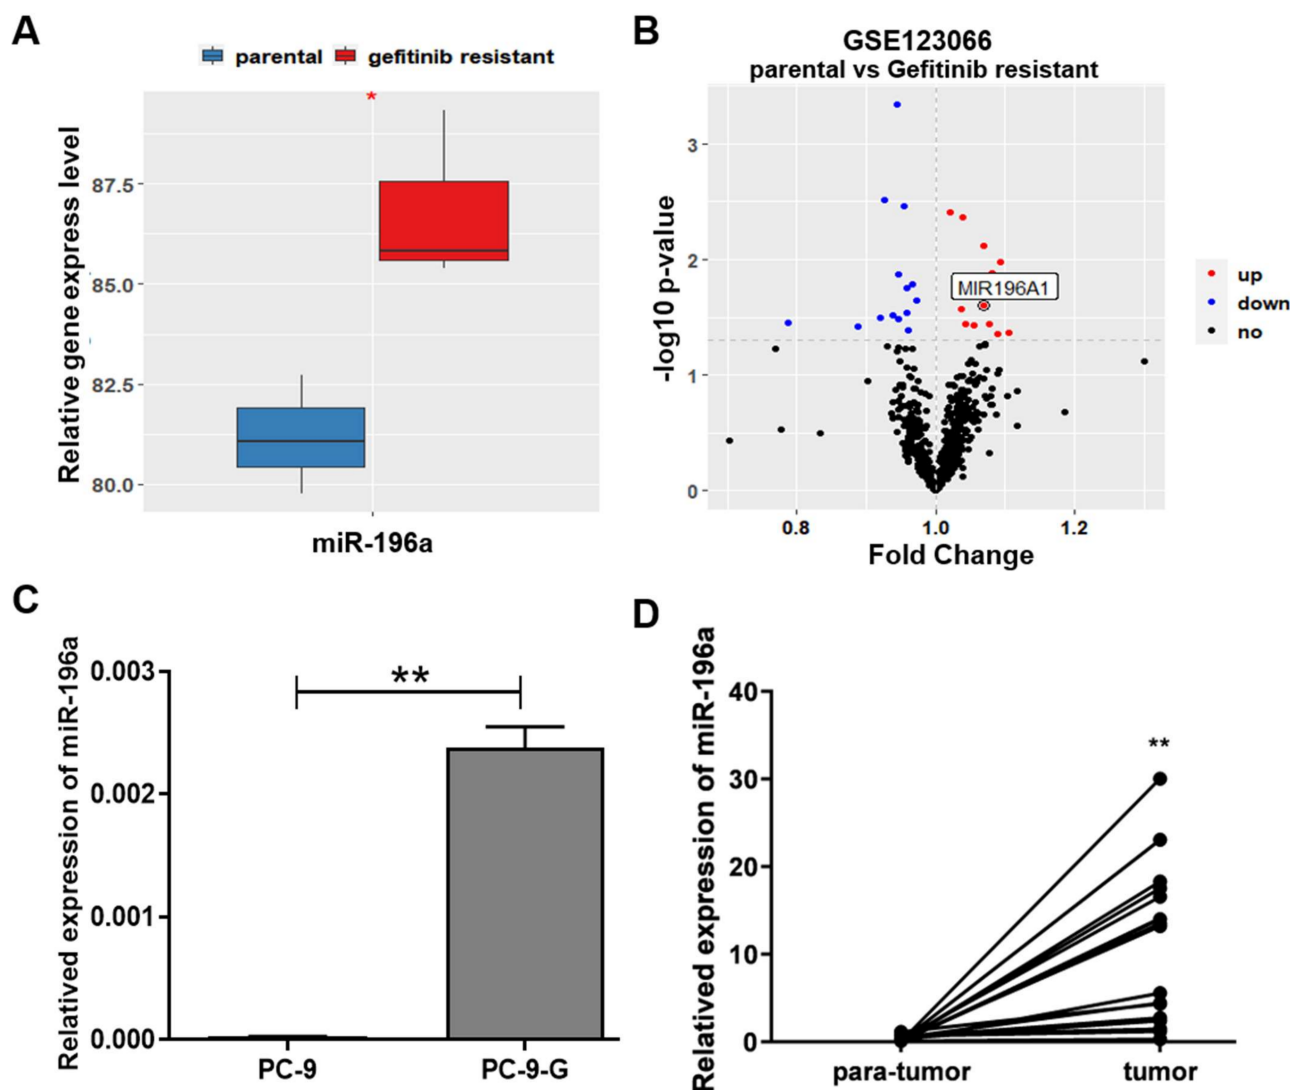 A
parental
gefitinib resistant
*
Relative gene express level
87.5
85.0
82.5
80.0
miR-196a
B
GSE123066
parental vs Gefitinib resistant
-log10 p-value
3
2
1
0
MIR196A1
0.8
1.0
1.2
Fold Change
up
down
no
C
Relatived expression of miR-196a
0.003
0.002
0.001
0.000
**
PC-9
PC-9-G
D
Relatived expression of miR-196a
40
30
20
10
0
**
para-tumor
tumor